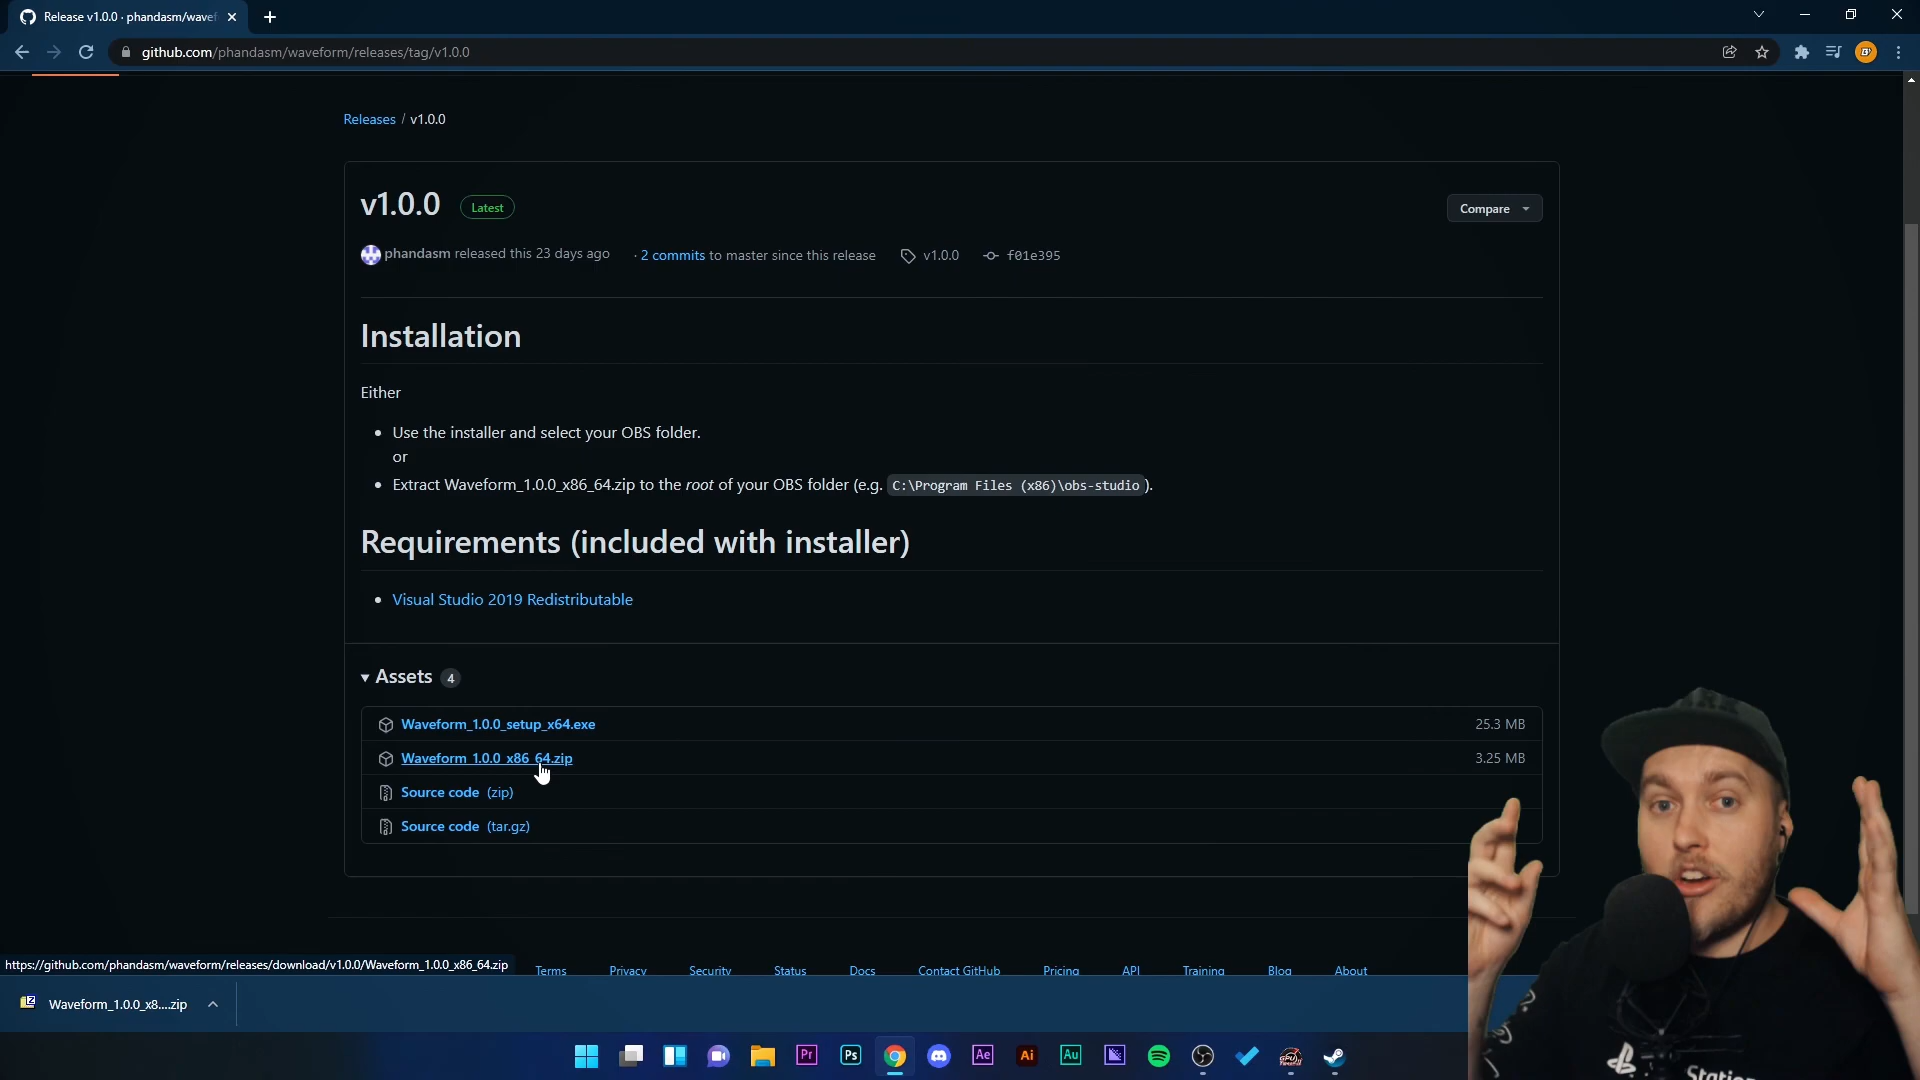 Release v1.0.0 · phandasm/wavef
github.com/phandasm/waveform/releases/tag/v1.0.0
Releases / v1.0.0
v1.0.0 Latest
Compare
phandasm released this 23 days ago · 2 commits to master since this release v1.0.0 f01e395
Installation
Either
Use the installer and select your OBS folder.
or
Extract Waveform_1.0.0_x86_64.zip to the root of your OBS folder (e.g. C:\Program Files (x86)\obs-studio ).
Requirements (included with installer)
Visual Studio 2019 Redistributable
Assets 4
Waveform_1.0.0_setup_x64.exe 25.3 MB
Waveform_1.0.0_x86_64.zip 3.25 MB
Source code (zip)
Source code (tar.gz)
https://github.com/phandasm/waveform/releases/download/v1.0.0/Waveform_1.0.0_x86_64.zip
Terms Privacy Security Status Docs Contact GitHub Pricing API Training Blog About
Waveform_1.0.0_x8....zip
Pr Ps Ae Ai Au
Station